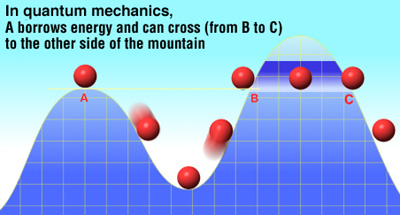 In quantum mechanics,
A borrows energy and can cross (from B to C)
to the other side of the mountain
A
B
C